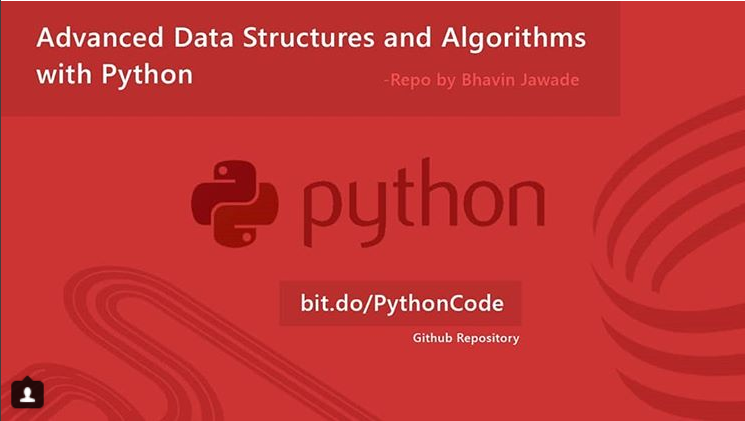 Advanced Data Structures and Algorithms
with Python
-Repo by Bhavin Jawade
python
bit.do/PythonCode
Github Repository